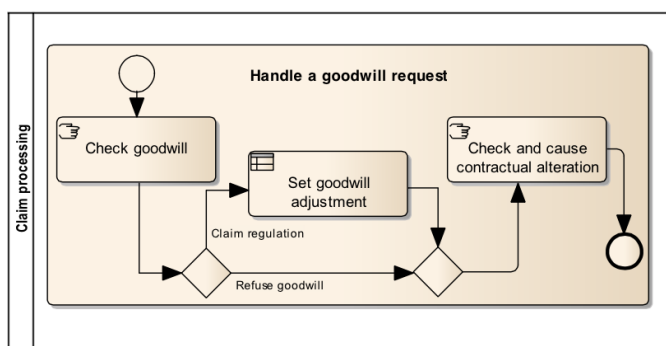 Claim processing
Handle a goodwill request
Check goodwill
Set goodwill
adjustment
Check and cause
contractual alteration
Claim regulation
Refuse goodwill